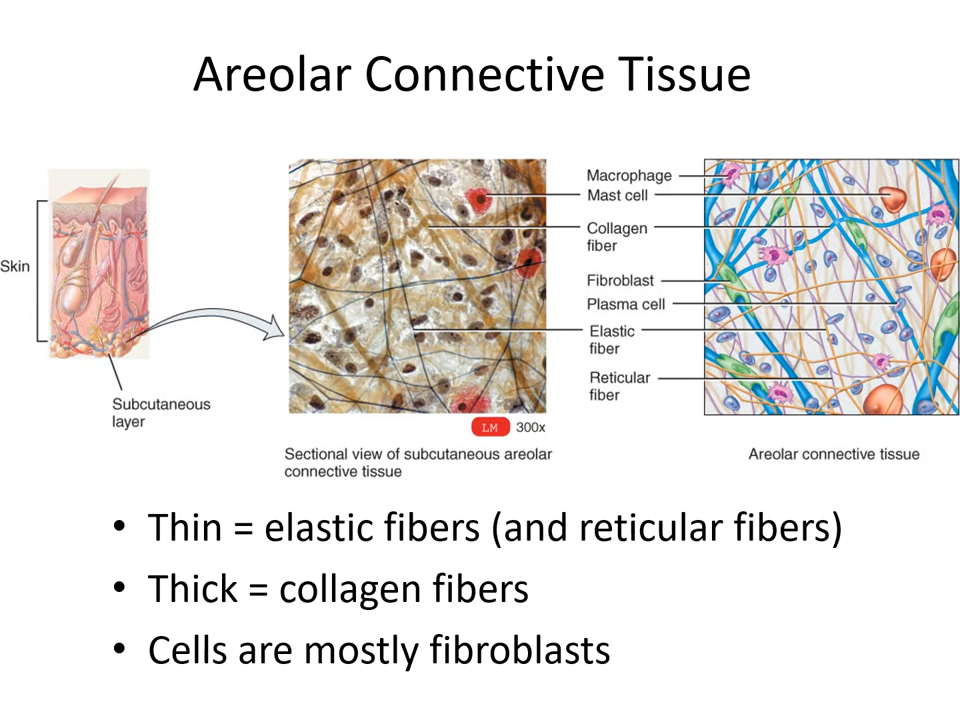 Areolar Connective Tissue
Skin
Subcutaneous
layer
LM 300x
Sectional view of subcutaneous areolar
connective tissue
Macrophage
Mast cell
Collagen
fiber
Fibroblast
Plasma cell
Elastic
fiber
Reticular
fiber
Areolar connective tissue
• Thin = elastic fibers (and reticular fibers)
• Thick = collagen fibers
• Cells are mostly fibroblasts